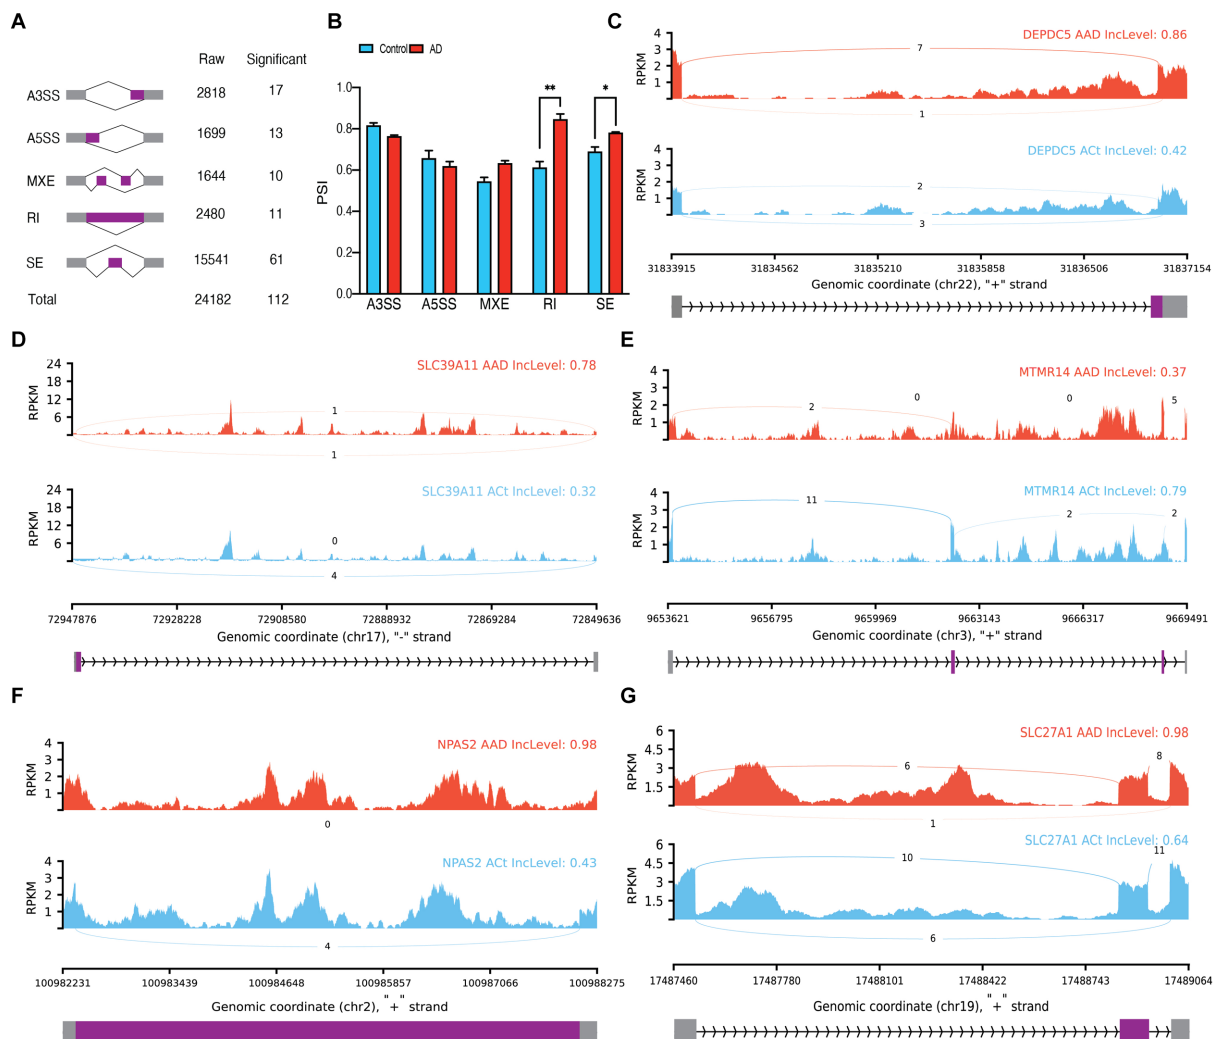 A
Raw Significant
A3SS 2818 17
A5SS 1699 13
MXE 1644 10
RI 2480 11
SE 15541 61
Total 24182 112
B
Control AD
PSI
1.0
0.8
0.6
0.4
0.2
0.0
** *
A3SS A5SS MXE RI SE
C
DEPDC5 AAD IncLevel: 0.86
RPKM
4
3
2
1
7
1
DEPDC5 ACt IncLevel: 0.42
RPKM
4
3
2
1
2
3
31833915 31834562 31835210 31835858 31836506 31837154
Genomic coordinate (chr22), "+" strand
D
SLC39A11 AAD IncLevel: 0.78
RPKM
24
18
12
6
1
1
SLC39A11 ACt IncLevel: 0.32
RPKM
24
18
12
6
0
4
72947876 72928228 72908580 72888932 72869284 72849636
Genomic coordinate (chr17), "-" strand
E
MTMR14 AAD IncLevel: 0.37
RPKM
4
3
2
1
2 0 0 5
MTMR14 ACt IncLevel: 0.79
RPKM
4
3
2
1
11 2 2
9653621 9656795 9659969 9663143 9666317 9669491
Genomic coordinate (chr3), "+" strand
F
NPAS2 AAD IncLevel: 0.98
RPKM
4
3
2
1
0
NPAS2 ACt IncLevel: 0.43
RPKM
4
3
2
1
4
100982231 100983439 100984648 100985857 100987066 100988275
Genomic coordinate (chr2), "+" strand
G
SLC27A1 AAD IncLevel: 0.98
RPKM
6
4.5
3
1.5
6 8
1
SLC27A1 ACt IncLevel: 0.64
RPKM
6
4.5
3
1.5
10 11
6
17487460 17487780 17488101 17488422 17488743 17489064
Genomic coordinate (chr19), "+" strand